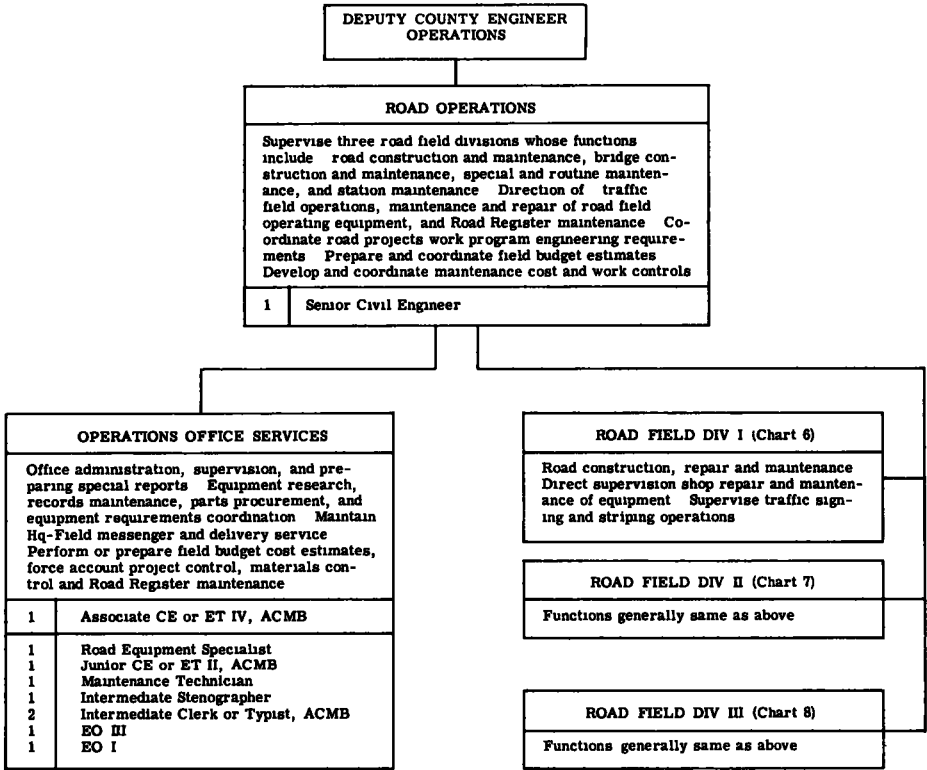 DEPUTY COUNTY ENGINEER
OPERATIONS
ROAD OPERATIONS
Supervise three road field divisions whose functions
include road construction and maintenance, bridge con-
struction and maintenance, special and routine mainten-
ance, and station maintenance Direction of traffic
field operations, maintenance and repair of road field
operating equipment, and Road Register maintenance Co-
ordinate road projects work program engineering require-
ments Prepare and coordinate field budget estimates
Develop and coordinate maintenance cost and work controls
1 Senior Civil Engineer
OPERATIONS OFFICE SERVICES
Office administration, supervision, and pre-
paring special reports Equipment research,
records maintenance, parts procurement, and
equipment requirements coordination Maintain
Hq-Field messenger and delivery service
Perform or prepare field budget cost estimates,
force account project control, materials con-
trol and Road Register maintenance
1 Associate CE or ET IV, ACMB
1 Road Equipment Specialist
1 Junior CE or ET II, ACMB
1 Maintenance Technician
1 Intermediate Stenographer
2 Intermediate Clerk or Typist, ACMB
1 EO III
1 EO I
ROAD FIELD DIV I (Chart 6)
Road construction, repair and maintenance
Direct supervision shop repair and mainten-
ance of equipment Supervise traffic sign-
ing and striping operations
ROAD FIELD DIV II (Chart 7)
Functions generally same as above
ROAD FIELD DIV III (Chart 8)
Functions generally same as above